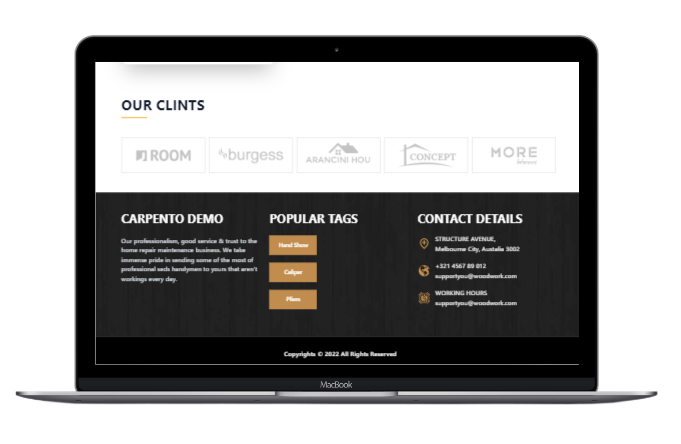 OUR CLINTS
ROOM
burgess
ARANCINI HOU
CONCEPT
MORE
CARPENTO DEMO
Our professionalism, good service & trust to the
home repair maintenance business. We take
immense pride in sending some of the most of
professional seds handymen to yours that aren't
workings every day.
POPULAR TAGS
Hand Shaw
Caliper
Pliers
CONTACT DETAILS
STRUCTURE AVENUE,
Melbourne City, Austalia 3002
+321 4567 89 012
supportyou@woodwork.com
WORKING HOURS
supportyou@woodwork.com
Copyrights © 2022 All Rights Reserved
MacBook